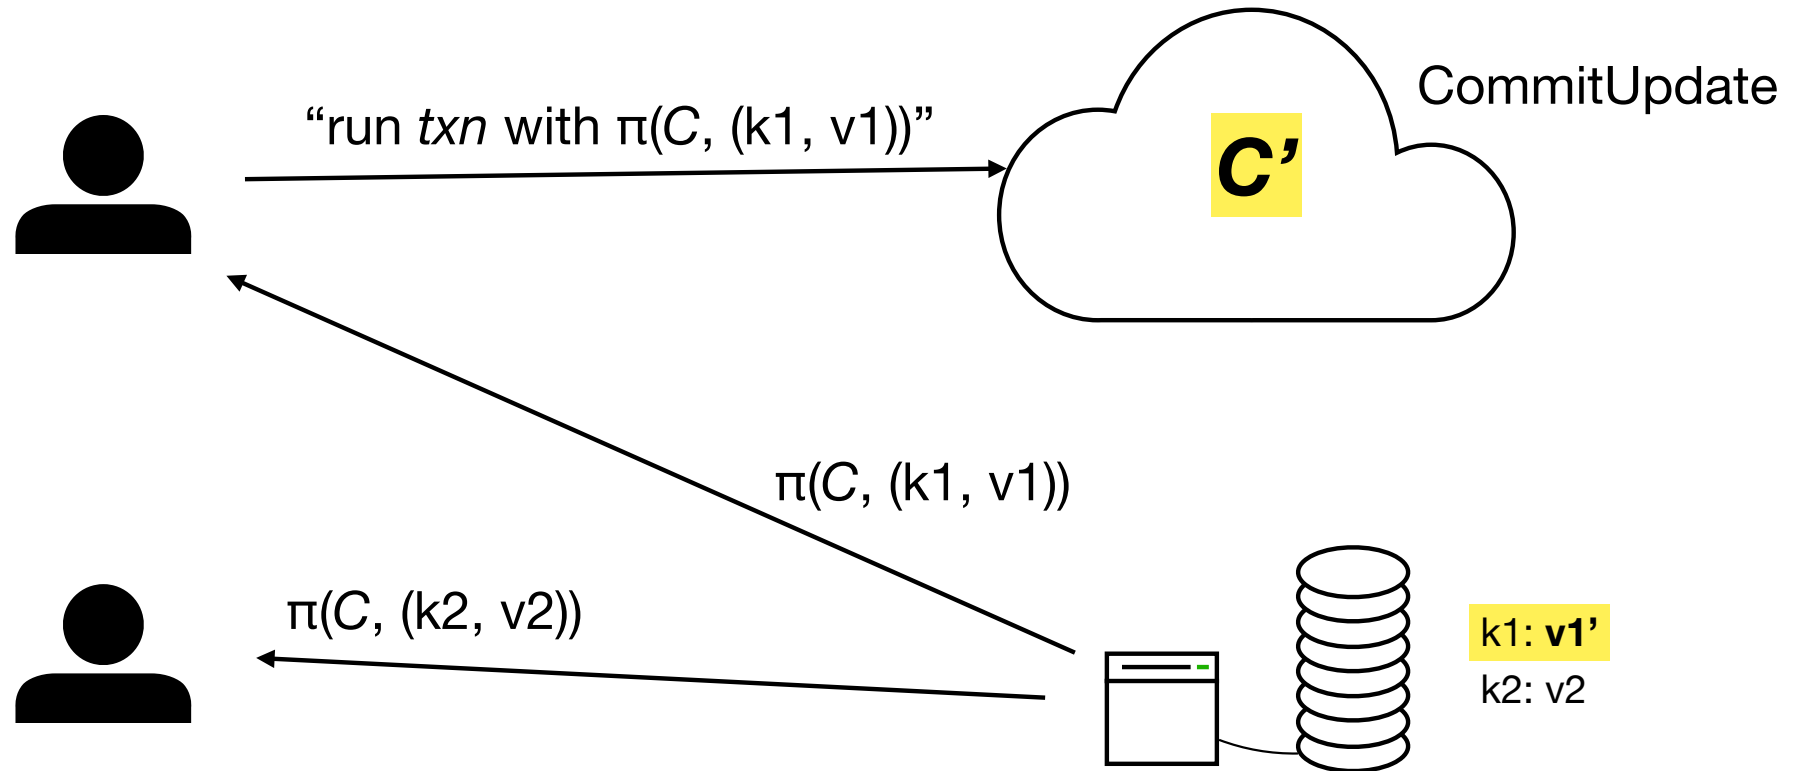 “run txn with π(C, (k1, v1))”
CommitUpdate
C’
π(C, (k1, v1))
π(C, (k2, v2))
k1: v1’
k2: v2